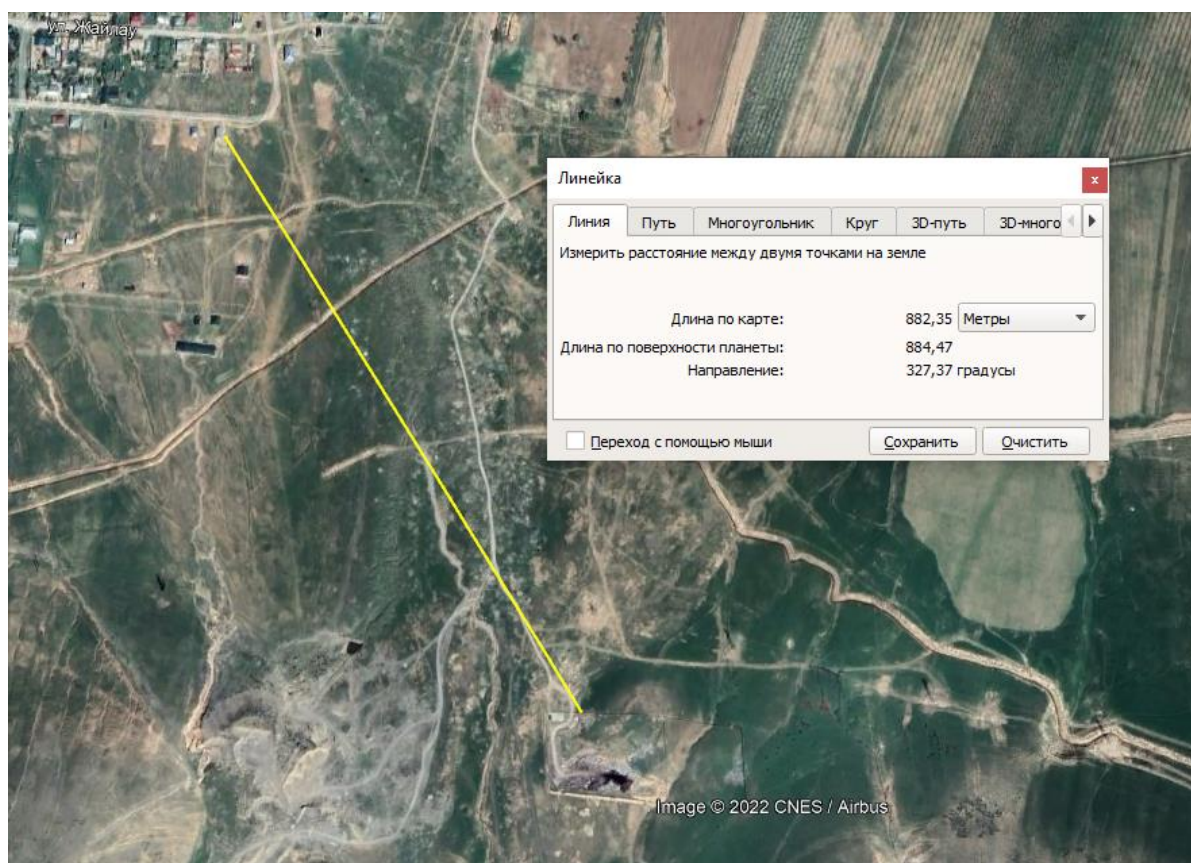 ул. Жайлау
Линейка
x
Линия Путь Многоугольник Круг 3D-путь 3D-много
Измерить расстояние между двумя точками на земле
Длина по карте: 882,35 Метры
Длина по поверхности планеты: 884,47
Направление: 327,37 градусы
Переход с помощью мыши Сохранить Очистить
Image © 2022 CNES / Airbus